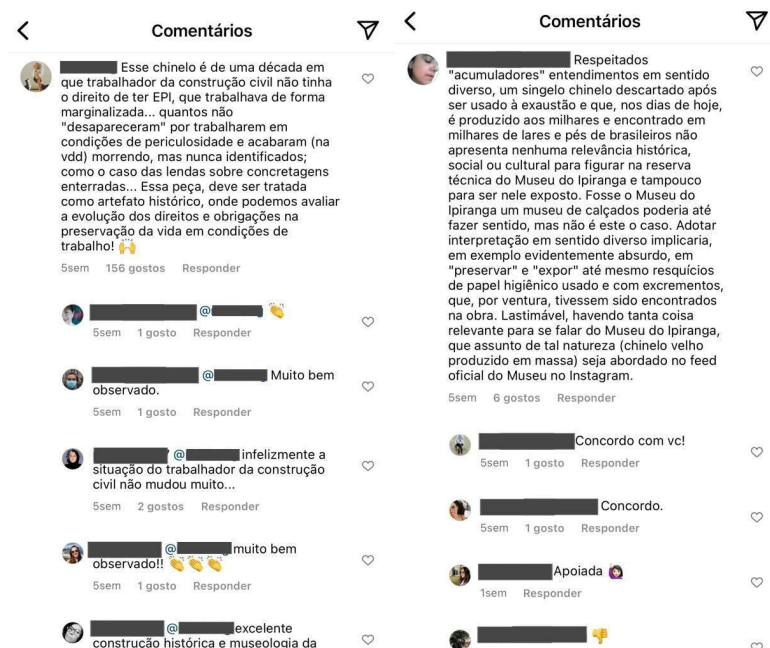 Comentários
Esse chinelo é de uma década em
que trabalhador da construção civil não tinha
o direito de ter EPI, que trabalhava de forma
marginalizada... quantos não
"desapareceram" por trabalharem em
condições de periculosidade e acabaram (na
vdd) morrendo, mas nunca identificados;
como o caso das lendas sobre concretagens
enterradas... Essa peça, deve ser tratada
como artefato histórico, onde podemos avaliar
a evolução dos direitos e obrigações na
preservação da vida em condições de
trabalho! 🙌
5sem 156 gostos Responder
@ 👏
5sem 1 gosto Responder
@ Muito bem
observado.
5sem 1 gosto Responder
@ infelizmente a
situação do trabalhador da construção
civil não mudou muito...
5sem 2 gostos Responder
@ muito bem
observado!! 👏👏👏
5sem 1 gosto Responder
@ excelente
construção histórica e museologia da
Comentários
Respeitados
"acumuladores" entendimentos em sentido
diverso, um singelo chinelo descartado após
ser usado à exaustão e que, nos dias de hoje,
é produzido aos milhares e encontrado em
milhares de lares e pés de brasileiros não
apresenta nenhuma relevância histórica,
social ou cultural para figurar na reserva
técnica do Museu do Ipiranga e tampouco
para ser nele exposto. Fosse o Museu do
Ipiranga um museu de calçados poderia até
fazer sentido, mas não é este o caso. Adotar
interpretação em sentido diverso implicaria,
em exemplo evidentemente absurdo, em
"preservar" e "expor" até mesmo resquícios
de papel higiênico usado e com excrementos,
que, por ventura, tivessem sido encontrados
na obra. Lastimável, havendo tanta coisa
relevante para se falar do Museu do Ipiranga,
que assunto de tal natureza (chinelo velho
produzido em massa) seja abordado no feed
oficial do Museu no Instagram.
5sem 6 gostos Responder
Concordo com vc!
5sem 1 gosto Responder
Concordo.
5sem 1 gosto Responder
Apoiada 🙋🏻‍♀️
1sem Responder
👎